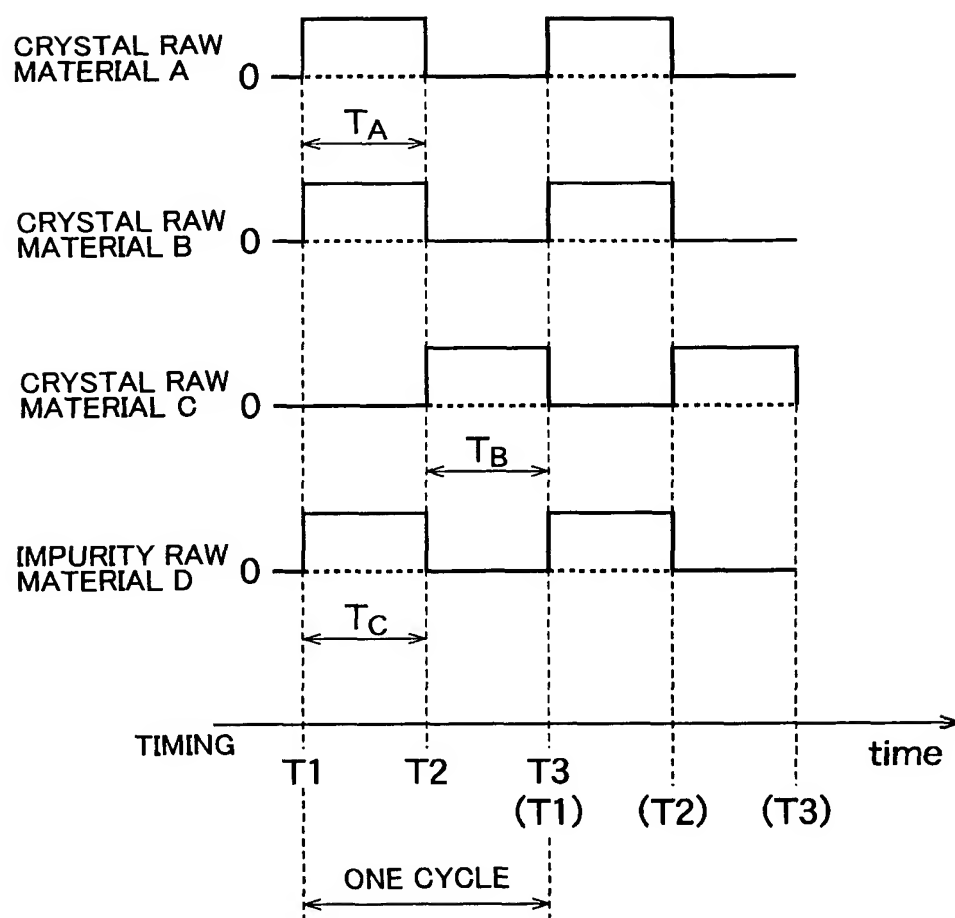 CRYSTAL RAW
MATERIAL A
0
TA
CRYSTAL RAW
MATERIAL B
0
CRYSTAL RAW
MATERIAL C
0
TB
IMPURITY RAW
MATERIAL D
0
TC
TIMING
time
T1 T2 T3
(T1) (T2) (T3)
ONE CYCLE